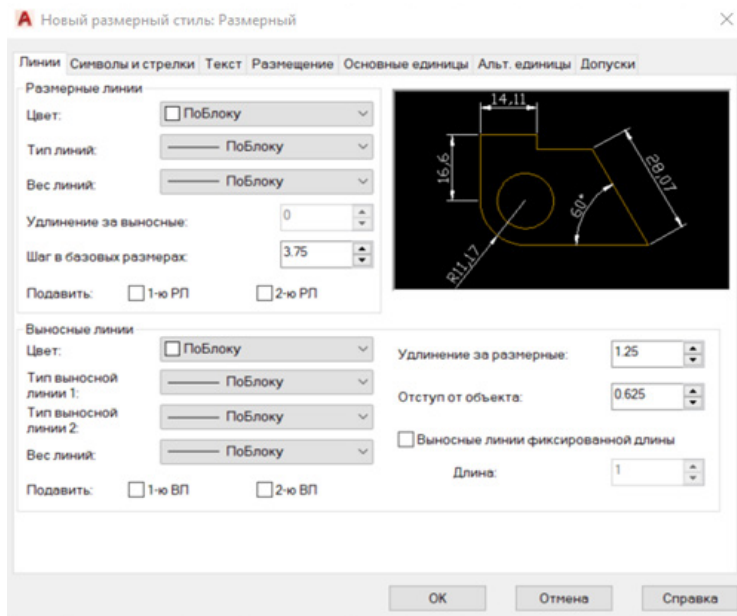 Новый размерный стиль: Размерный
Линии Символы и стрелки Текст Размещение Основные единицы Альт. единицы Допуски
Размерные линии
Цвет: ПоБлоку
Тип линий: ПоБлоку
Вес линий: ПоБлоку
Удлинение за выносные: 0
Шаг в базовых размерах: 3.75
Подавить: 1-ю РЛ 2-ю РЛ
14,11
16,6
28,07
60°
R11,17
Выносные линии
Цвет: ПоБлоку
Тип выносной
линии 1: ПоБлоку
Тип выносной
линии 2: ПоБлоку
Вес линий: ПоБлоку
Подавить: 1-ю ВЛ 2-ю ВЛ
Удлинение за размерные: 1.25
Отступ от объекта: 0.625
Выносные линии фиксированной длины
Длина: 1
OK Отмена Справка